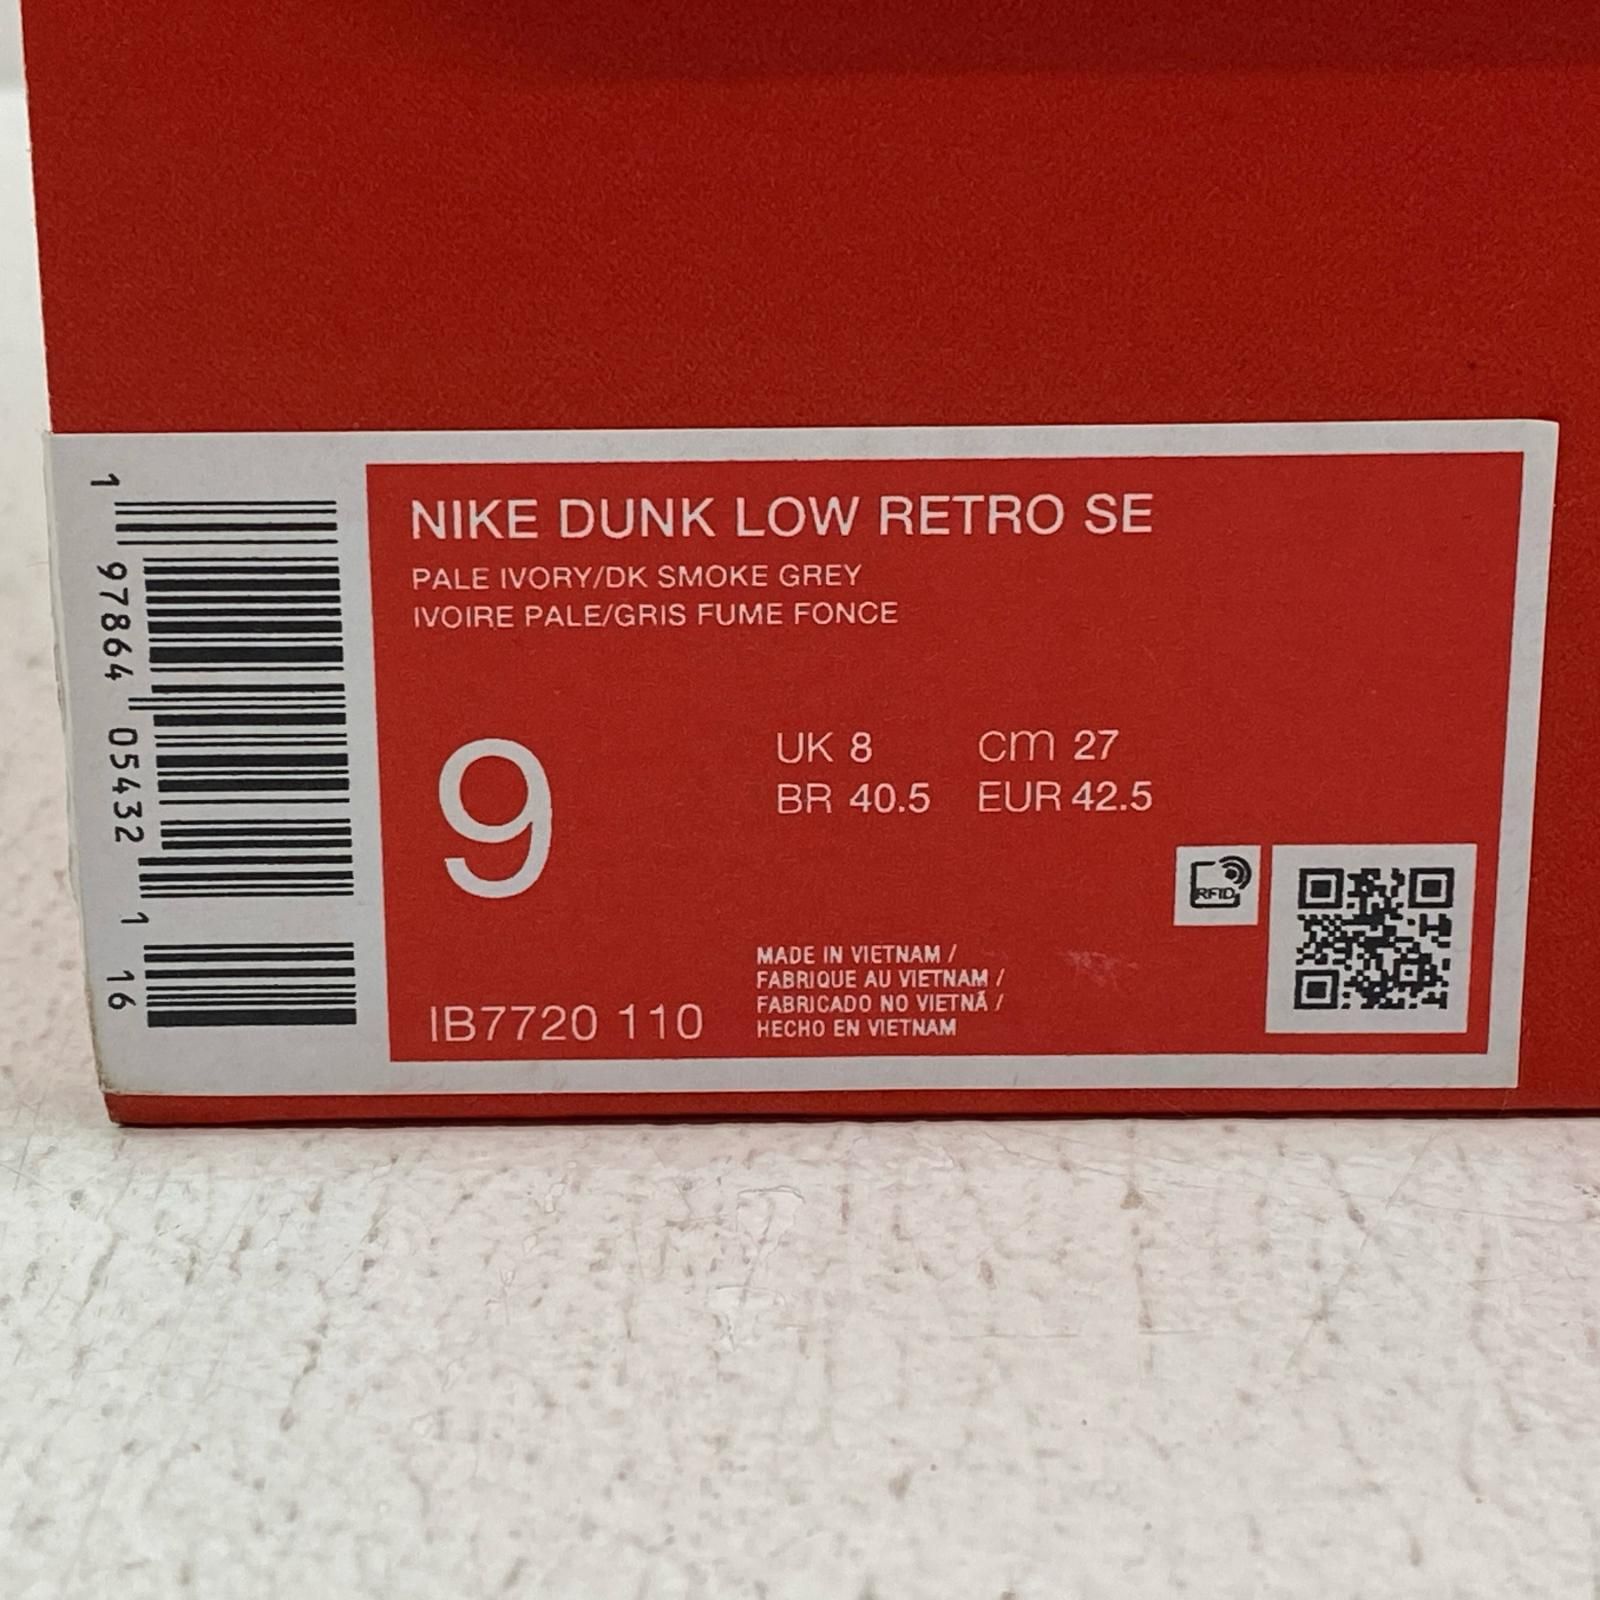 NIKE DUNK LOW RETRO SE
PALE IVORY/DK SMOKE GREY
IVOIRE PALE/GRIS FUME FONCE
9
UK 8 cm 27
BR 40.5 EUR 42.5
RFID
MADE IN VIETNAM /
FABRIQUE AU VIETNAM /
FABRICADO NO VIETNÃ /
HECHO EN VIETNAM
IB7720 110
1 97864 05432 1 16